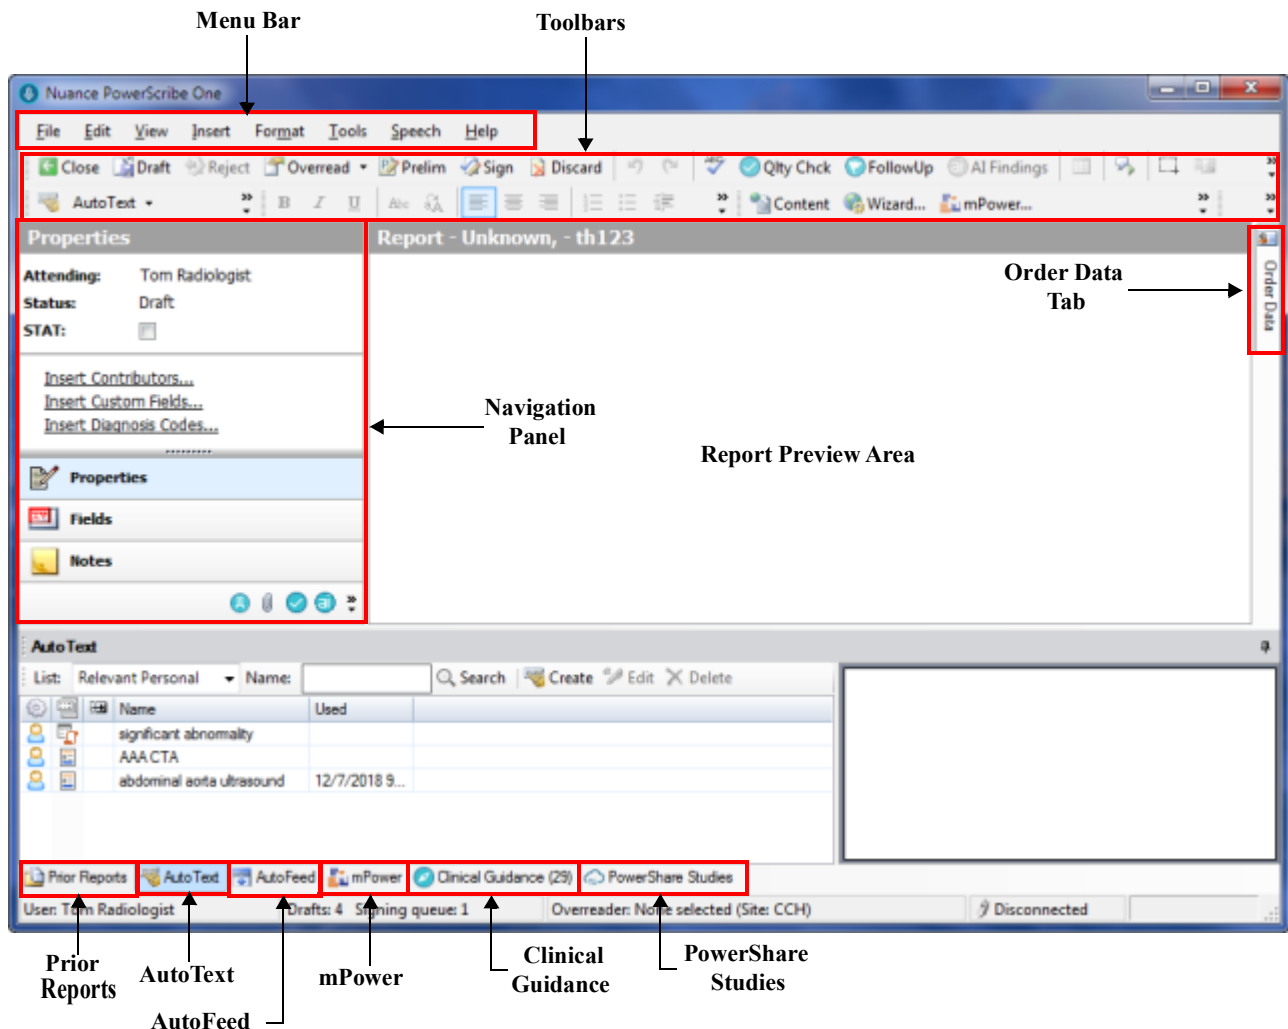 Menu Bar
Toolbars
Nuance PowerScribe One
File Edit View Insert Format Tools Speech Help
Close Draft Reject Overread Prelim Sign Discard Qlty Chck FollowUp AI Findings
AutoText B I U Abc Content Wizard... mPower...
Properties
Report - Unknown, - th123
Attending: Tom Radiologist
Status: Draft
STAT:
Order Data
Tab
Order Data
Insert Contributors...
Insert Custom Fields...
Insert Diagnosis Codes...
Navigation
Panel
Report Preview Area
Properties
Fields
Notes
AutoText
List: Relevant Personal Name: Search Create Edit Delete
Name Used
significant abnormality
AAA CTA
abdominal aorta ultrasound 12/7/2018 9...
Prior Reports AutoText AutoFeed mPower Clinical Guidance (29) PowerShare Studies
User: Tom Radiologist Drafts: 4 Signing queue: 1 Overreader: None selected (Site: CCH) Disconnected
Prior
Reports
AutoText
AutoFeed
mPower
Clinical
Guidance
PowerShare
Studies